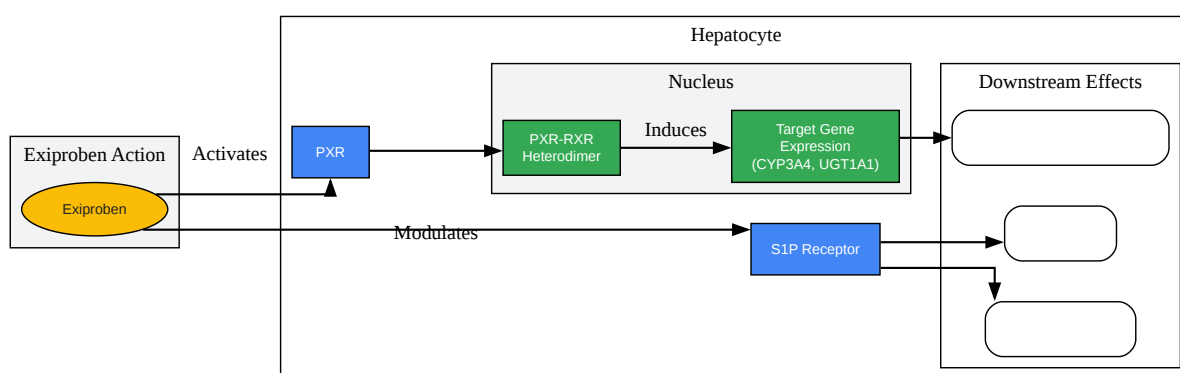 Hepatocyte
Nucleus
Downstream Effects
Exiproben Action
Activates
PXR
PXR-RXR
Heterodimer
Induces
Target Gene
Expression
(CYP3A4, UGT1A1)
Exiproben
Modulates
S1P Receptor